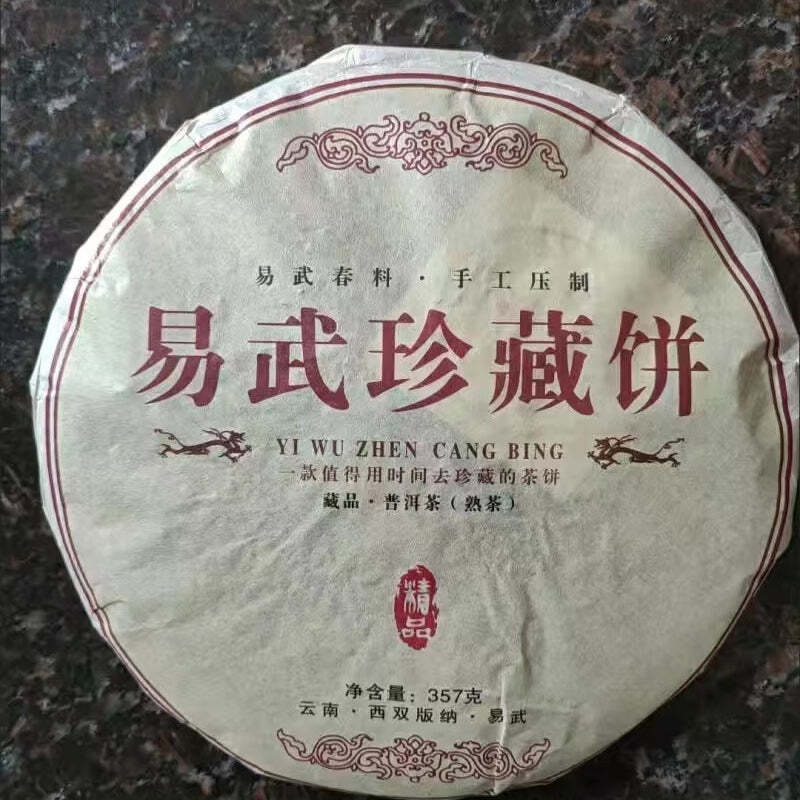 易武春料·手工压制
易武珍藏饼
YI WU ZHEN CANG BING
一款值得用时间去珍藏的茶饼
藏品·普洱茶（熟茶）
精品
净含量：357克
云南·西双版纳·易武